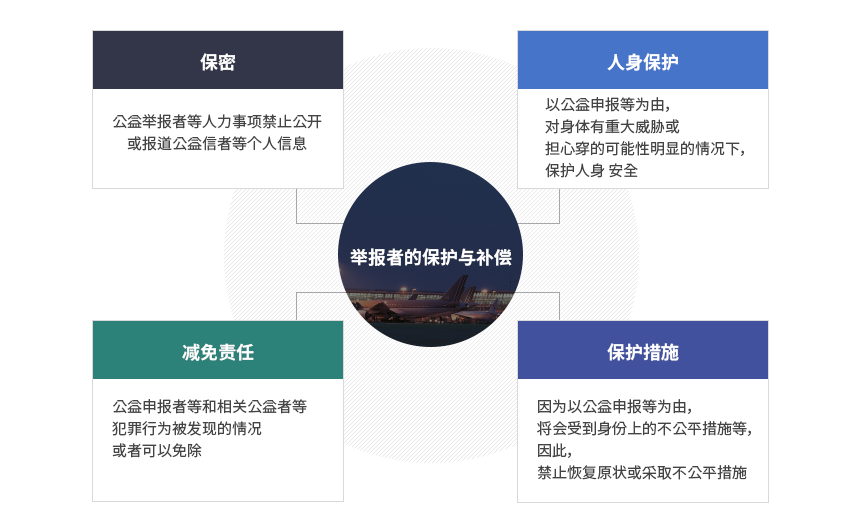 保密
公益举报者等人力事项禁止公开
或报道公益信者等个人信息
人身保护
以公益申报等为由，
对身体有重大威胁或
担心穿的可能性明显的情况下，
保护人身 安全
举报者的保护与补偿
减免责任
公益申报者等和相关公益者等
犯罪行为被发现的情况
或者可以免除
保护措施
因为以公益申报等为由，
将会受到身份上的不公平措施等，
因此，
禁止恢复原状或采取不公平措施